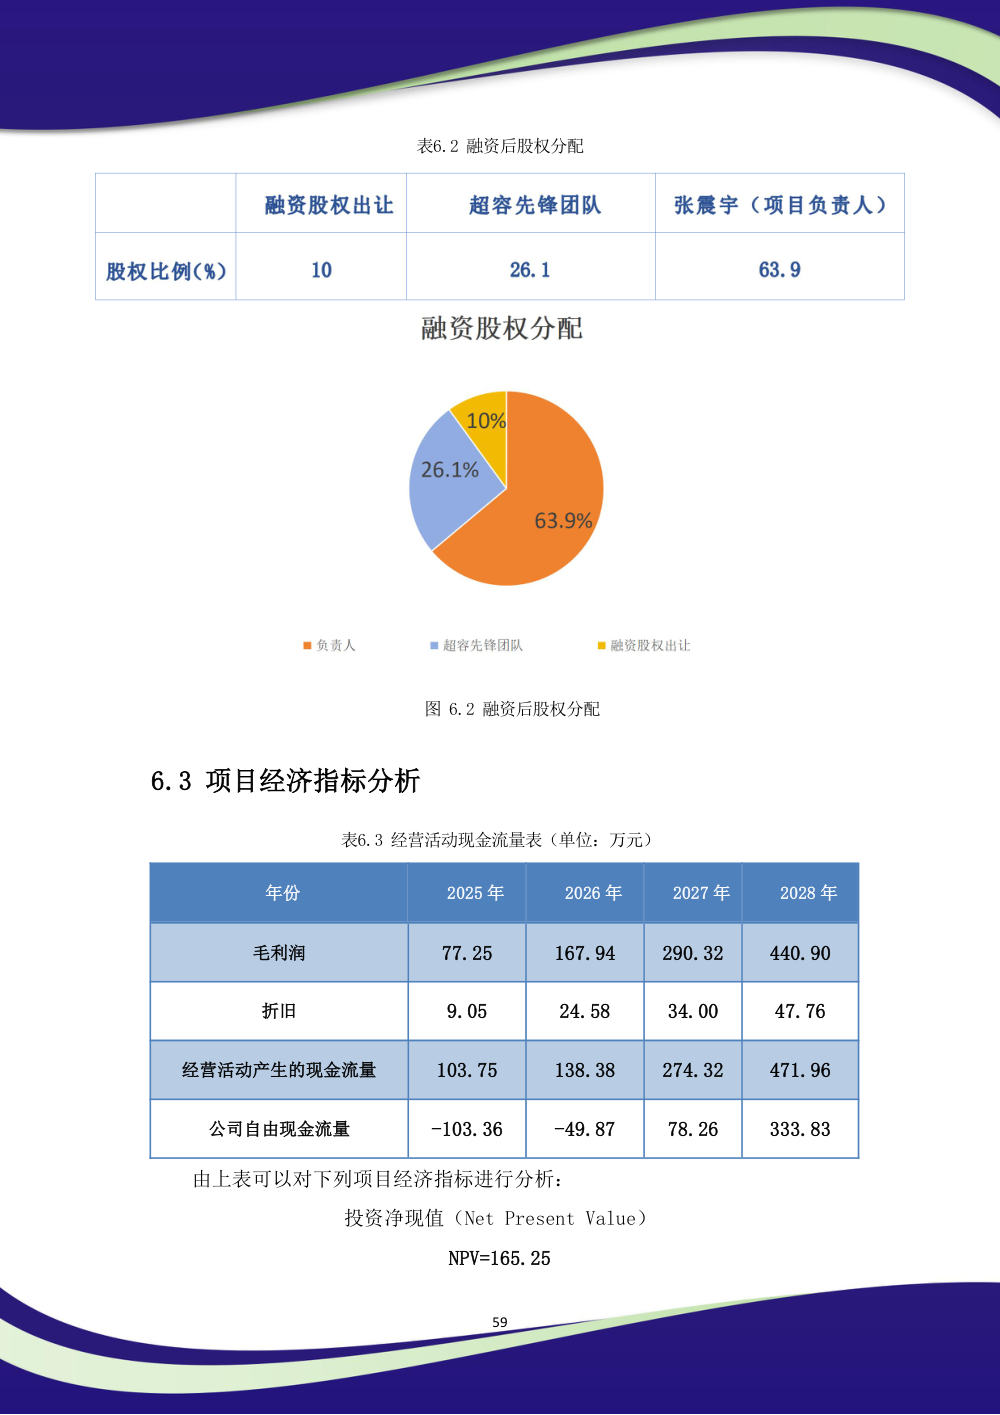 表6.2 融资后股权分配
融资股权出让 超容先锋团队 张震宇（项目负责人）
股权比例(%) 10 26.1 63.9
融资股权分配
10%
26.1%
63.9%
负责人 超容先锋团队 融资股权出让
图 6.2 融资后股权分配
6.3 项目经济指标分析
表6.3 经营活动现金流量表（单位：万元）
年份 2025 年 2026 年 2027 年 2028 年
毛利润 77.25 167.94 290.32 440.90
折旧 9.05 24.58 34.00 47.76
经营活动产生的现金流量 103.75 138.38 274.32 471.96
公司自由现金流量 -103.36 -49.87 78.26 333.83
由上表可以对下列项目经济指标进行分析：
投资净现值（Net Present Value）
NPV=165.25
59